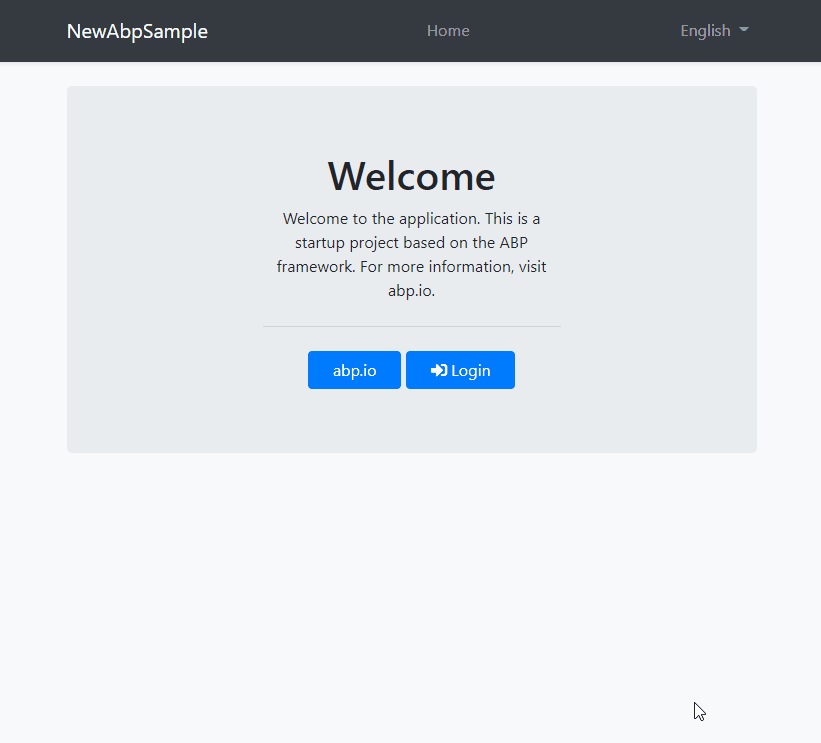 NewAbpSample
Home
English
Welcome
Welcome to the application. This is a
startup project based on the ABP
framework. For more information, visit
abp.io.
abp.io
Login